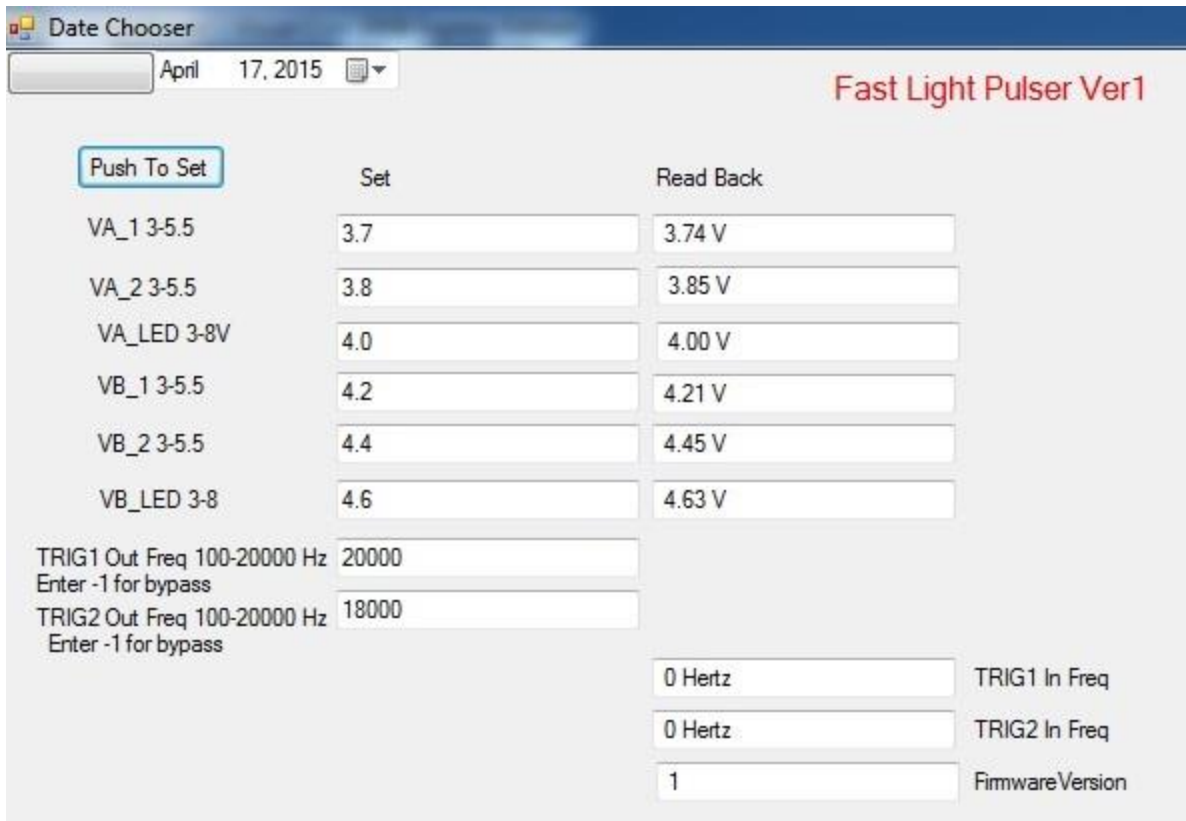 Date Chooser
April 17, 2015
Fast Light Pulser Ver1
Push To Set Set Read Back
VA_1 3-5.5 3.7 3.74 V
VA_2 3-5.5 3.8 3.85 V
VA_LED 3-8V 4.0 4.00 V
VB_1 3-5.5 4.2 4.21 V
VB_2 3-5.5 4.4 4.45 V
VB_LED 3-8 4.6 4.63 V
TRIG1 Out Freq 100-20000 Hz 20000
Enter -1 for bypass
TRIG2 Out Freq 100-20000 Hz 18000
Enter -1 for bypass
0 Hertz TRIG1 In Freq
0 Hertz TRIG2 In Freq
1 FirmwareVersion